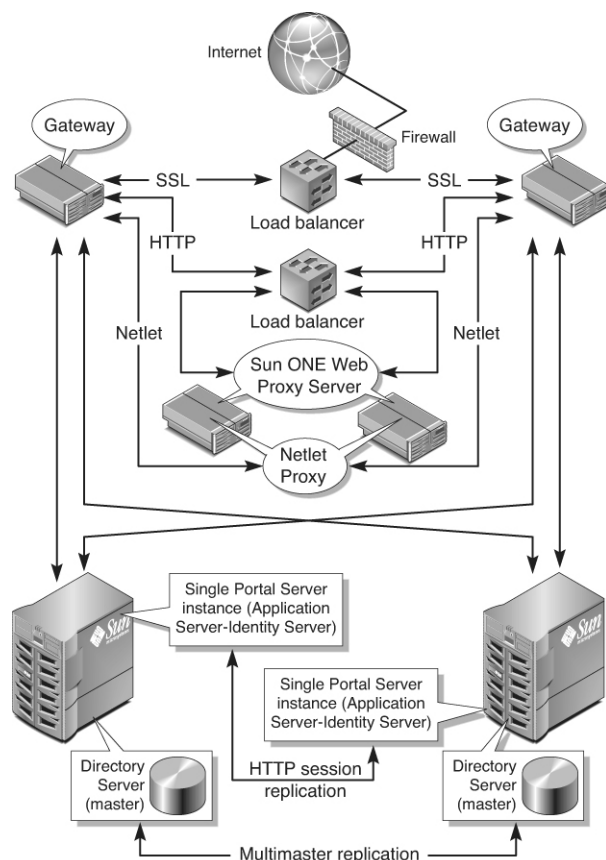 Internet
Gateway
Firewall
Gateway
SSL
SSL
Load balancer
HTTP
HTTP
Load balancer
Netlet
Netlet
Sun ONE Web
Proxy Server
Netlet
Proxy
Single Portal Server
instance (Application
Server-Identity Server)
Sun
Sun
Single Portal Server
instance (Application
Server-Identity Server)
Directory
Server
(master)
HTTP session
replication
Directory
Server
(master)
Multimaster replication